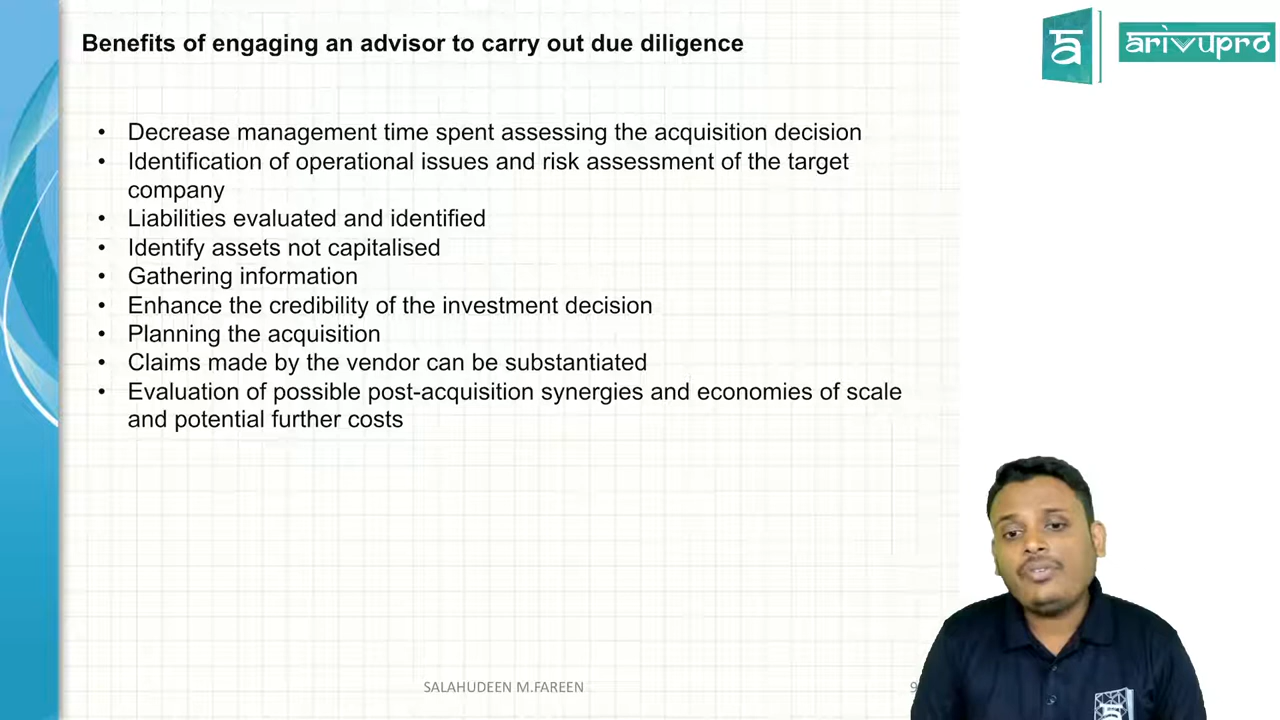 Benefits of engaging an advisor to carry out due diligence
arivupro
• Decrease management time spent assessing the acquisition decision
• Identification of operational issues and risk assessment of the target
company
• Liabilities evaluated and identified
• Identify assets not capitalised
• Gathering information
• Enhance the credibility of the investment decision
• Planning the acquisition
• Claims made by the vendor can be substantiated
• Evaluation of possible post-acquisition synergies and economies of scale
and potential further costs
SALAHUDEEN M.FAREEN